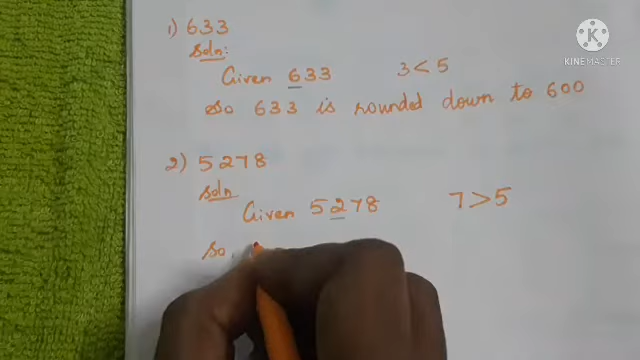 1) 633
Soln:
Given 633 3 < 5
so 633 is rounded down to 600
2) 5278
Soln
Given 5278 7 > 5
So,
KINEMASTER